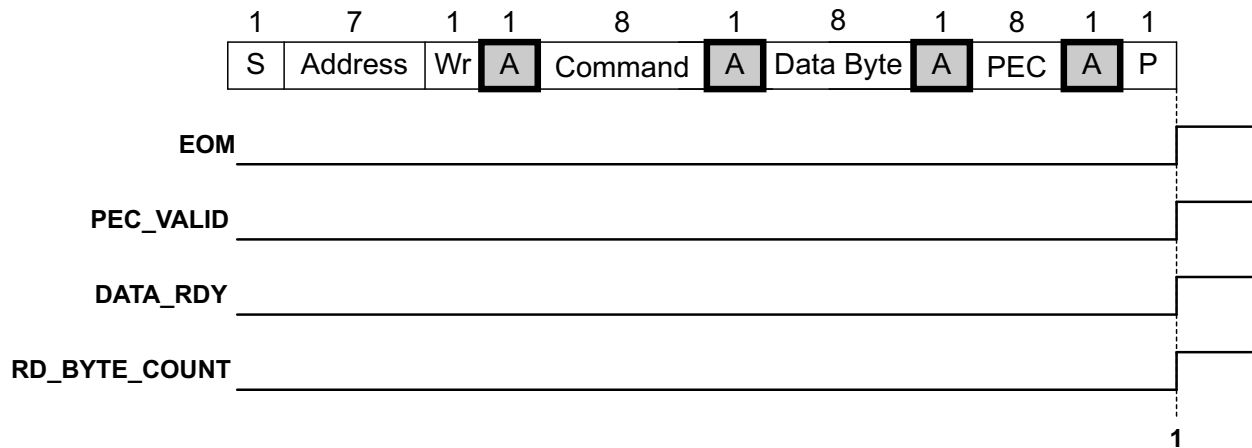 1 7 1 1 8 1 8 1 8 1 1
S Address Wr A Command A Data Byte A PEC A P
EOM
PEC_VALID
DATA_RDY
RD_BYTE_COUNT
1